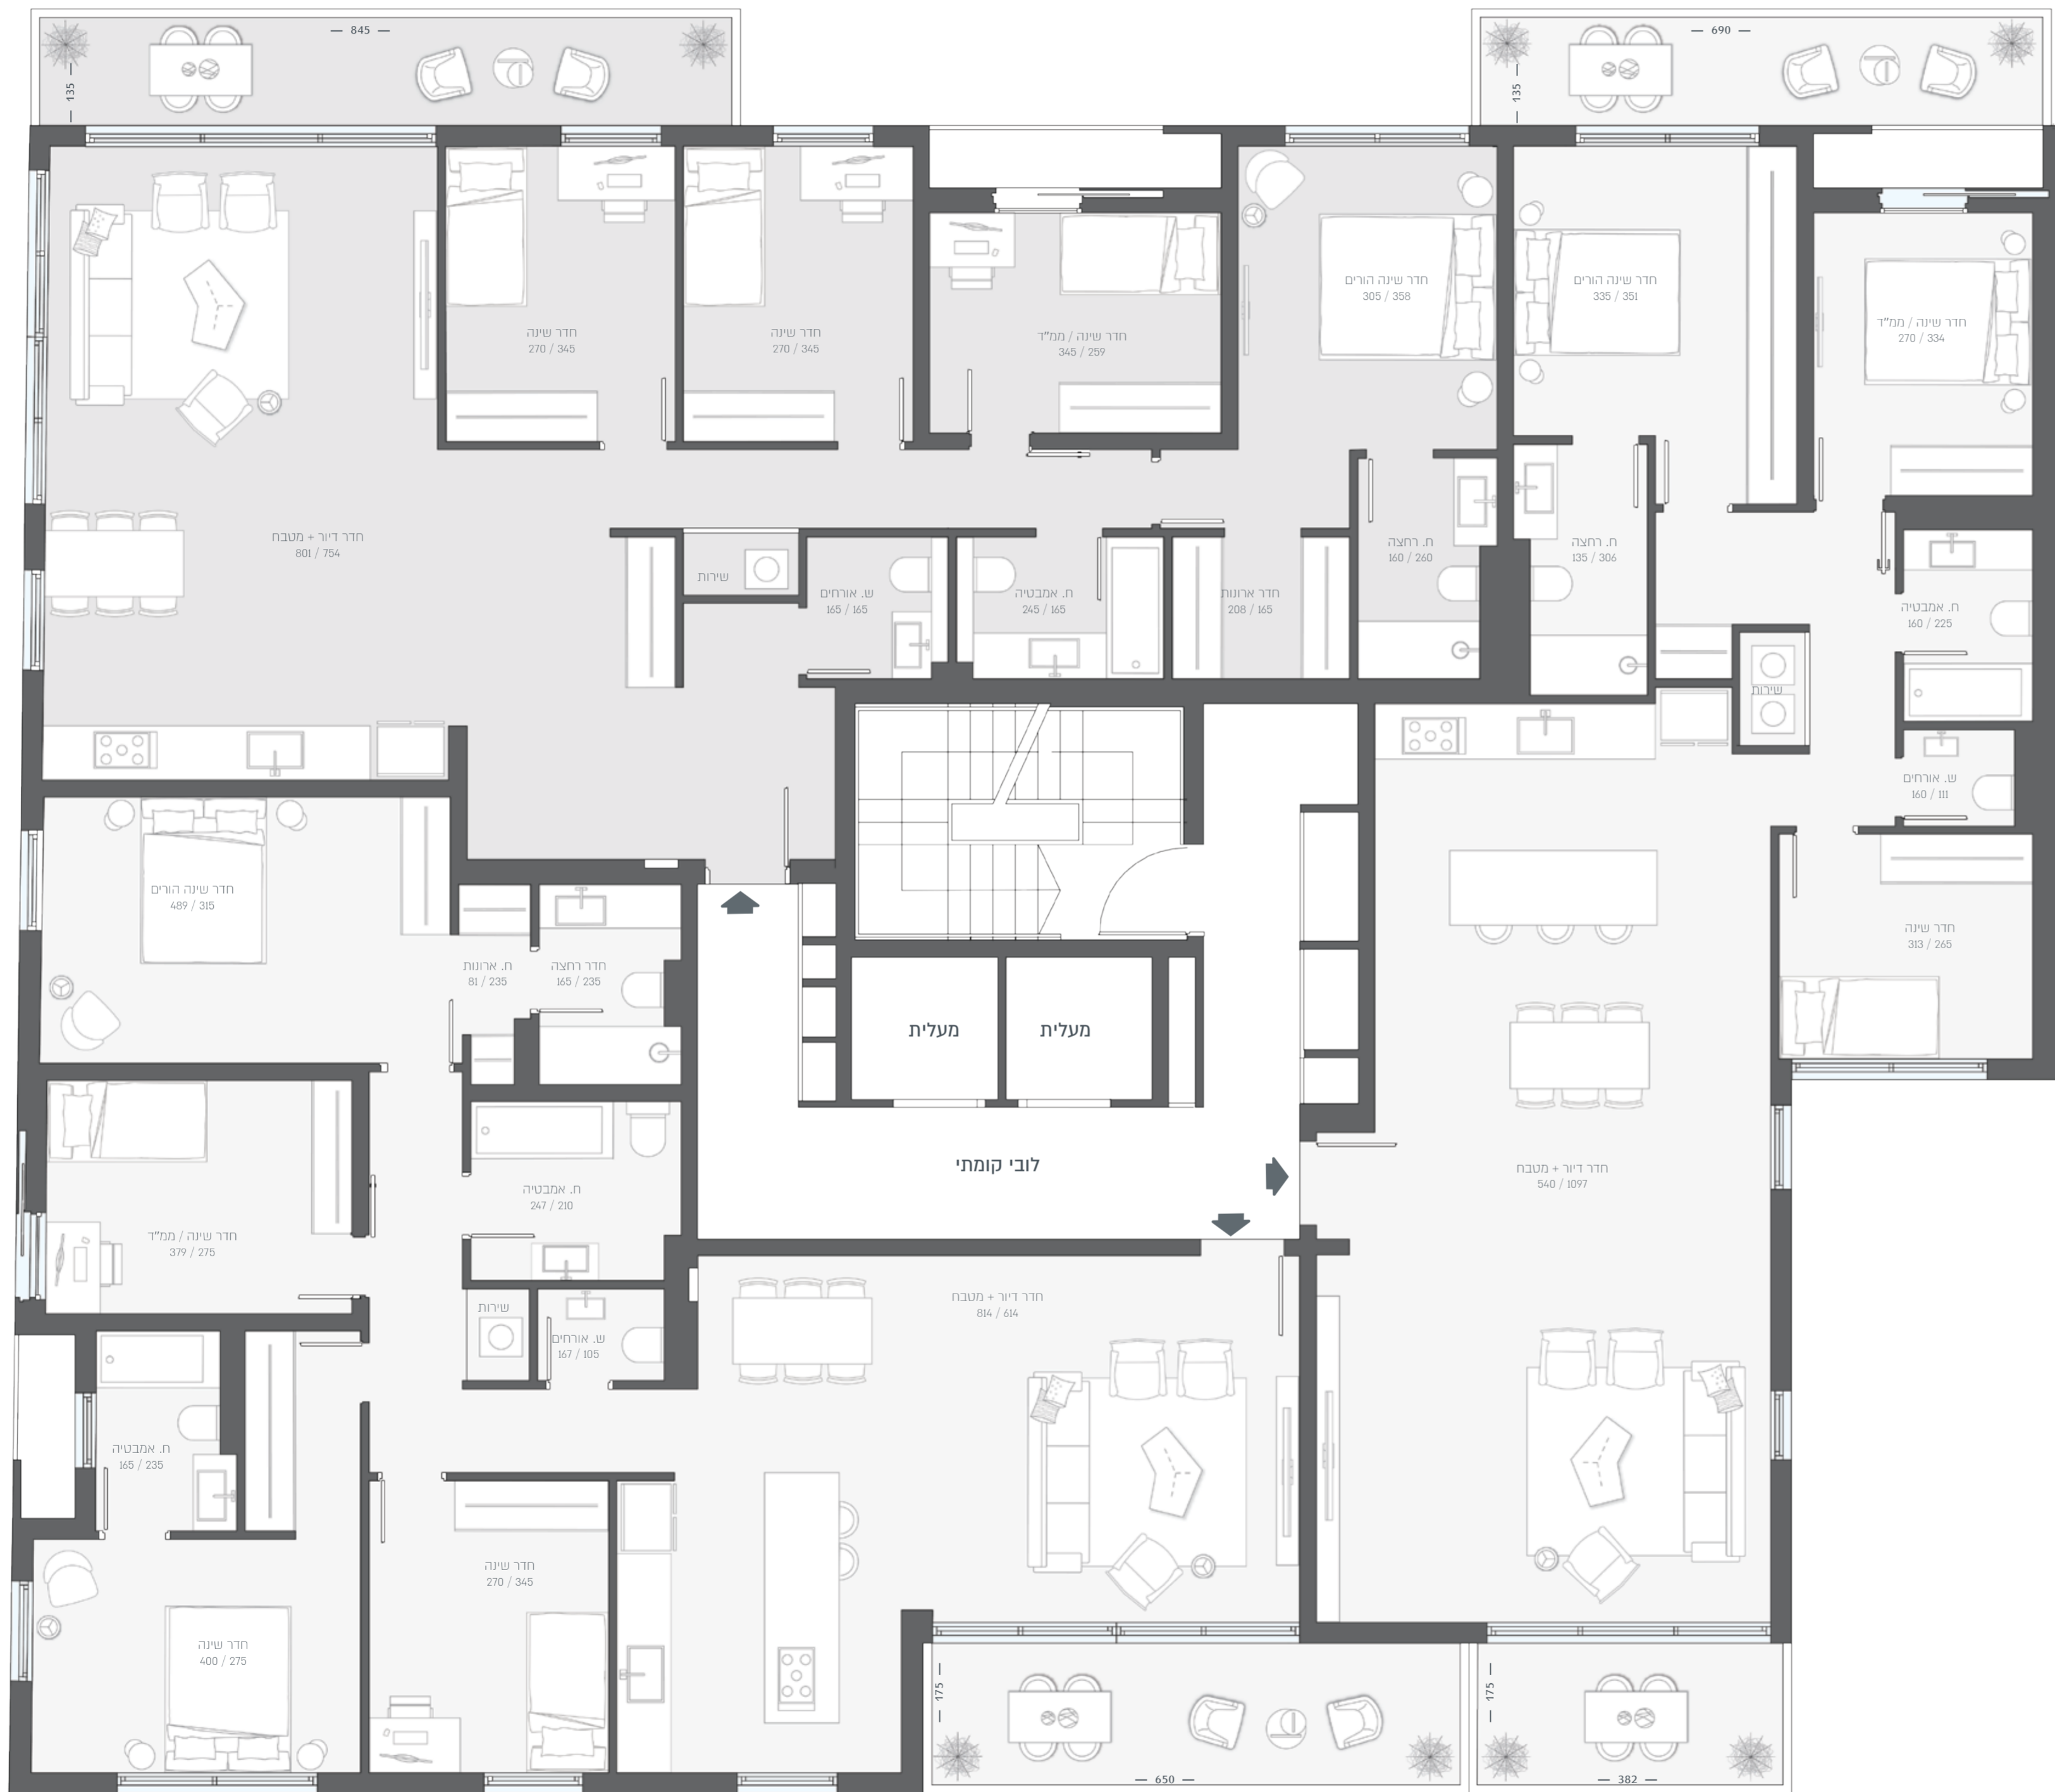 — 845 —
— 135 —
— 690 —
— 135 —
חדר שינה הורים
305 / 358
חדר שינה הורים
335 / 351
חדר שינה / ממ"ד
270 / 334
חדר שינה
270 / 345
חדר שינה
270 / 345
חדר שינה / ממ"ד
345 / 259
חדר דיור + מטבח
801 / 754
שירות
ש. אורחים
165 / 165
ח. אמבטיה
245 / 165
חדר ארונות
208 / 165
ח. רחצה
160 / 260
ח. רחצה
135 / 306
ח. אמבטיה
160 / 225
שירות
ש. אורחים
160 / 111
חדר שינה הורים
489 / 315
ח. ארונות
81 / 235
חדר רחצה
165 / 235
חדר שינה
313 / 265
מעלית
מעלית
לובי קומתי
חדר דיור + מטבח
540 / 1097
ח. אמבטיה
247 / 210
חדר שינה / ממ"ד
379 / 275
שירות
ש. אורחים
167 / 105
חדר דיור + מטבח
814 / 614
ח. אמבטיה
165 / 235
חדר שינה
270 / 345
חדר שינה
400 / 275
— 175 —
— 650 —
— 175 —
— 382 —